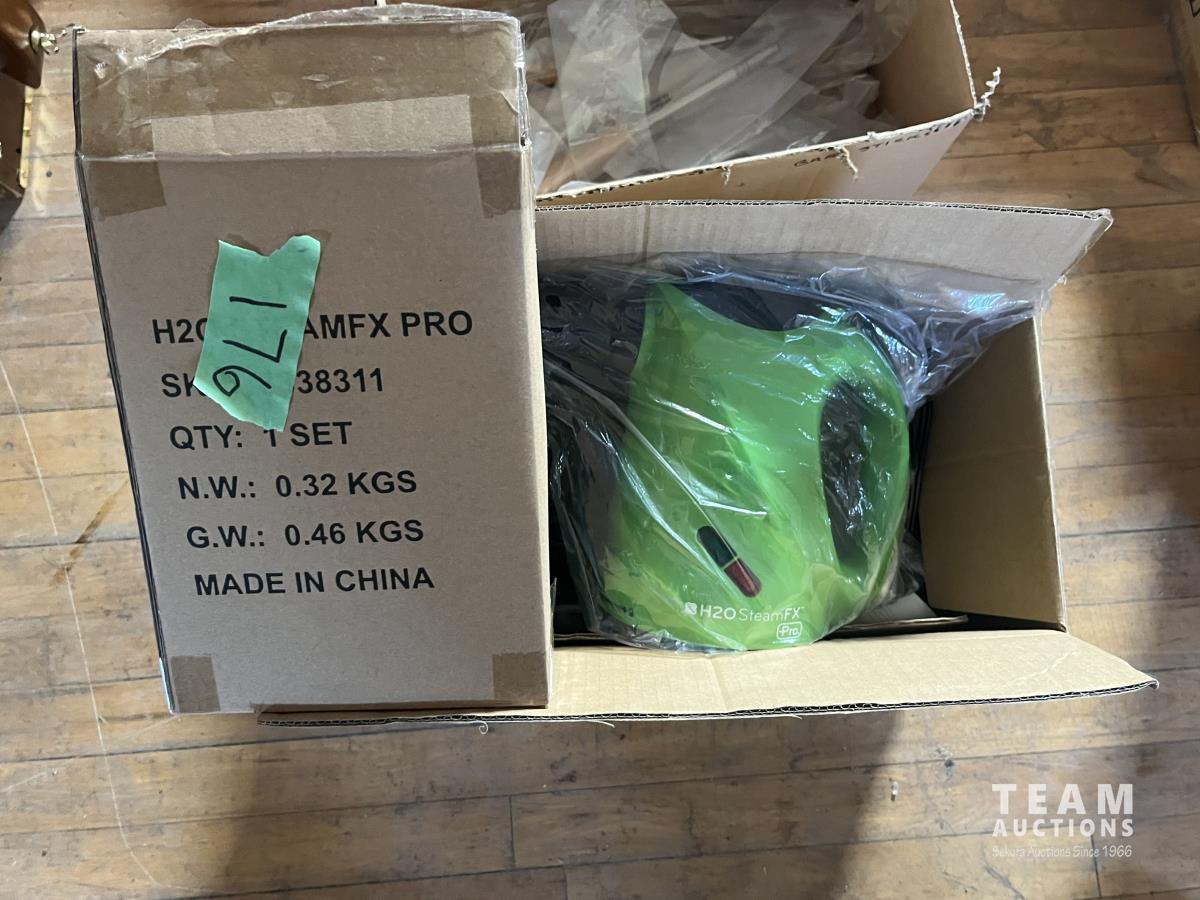 H2O STEAMFX PRO
176
SK 38311
QTY: 1 SET
N.W.: 0.32 KGS
G.W.: 0.46 KGS
MADE IN CHINA
H2O SteamFX™
Pro
TEAM
AUCTIONS
Sekura Auctions Since 1966